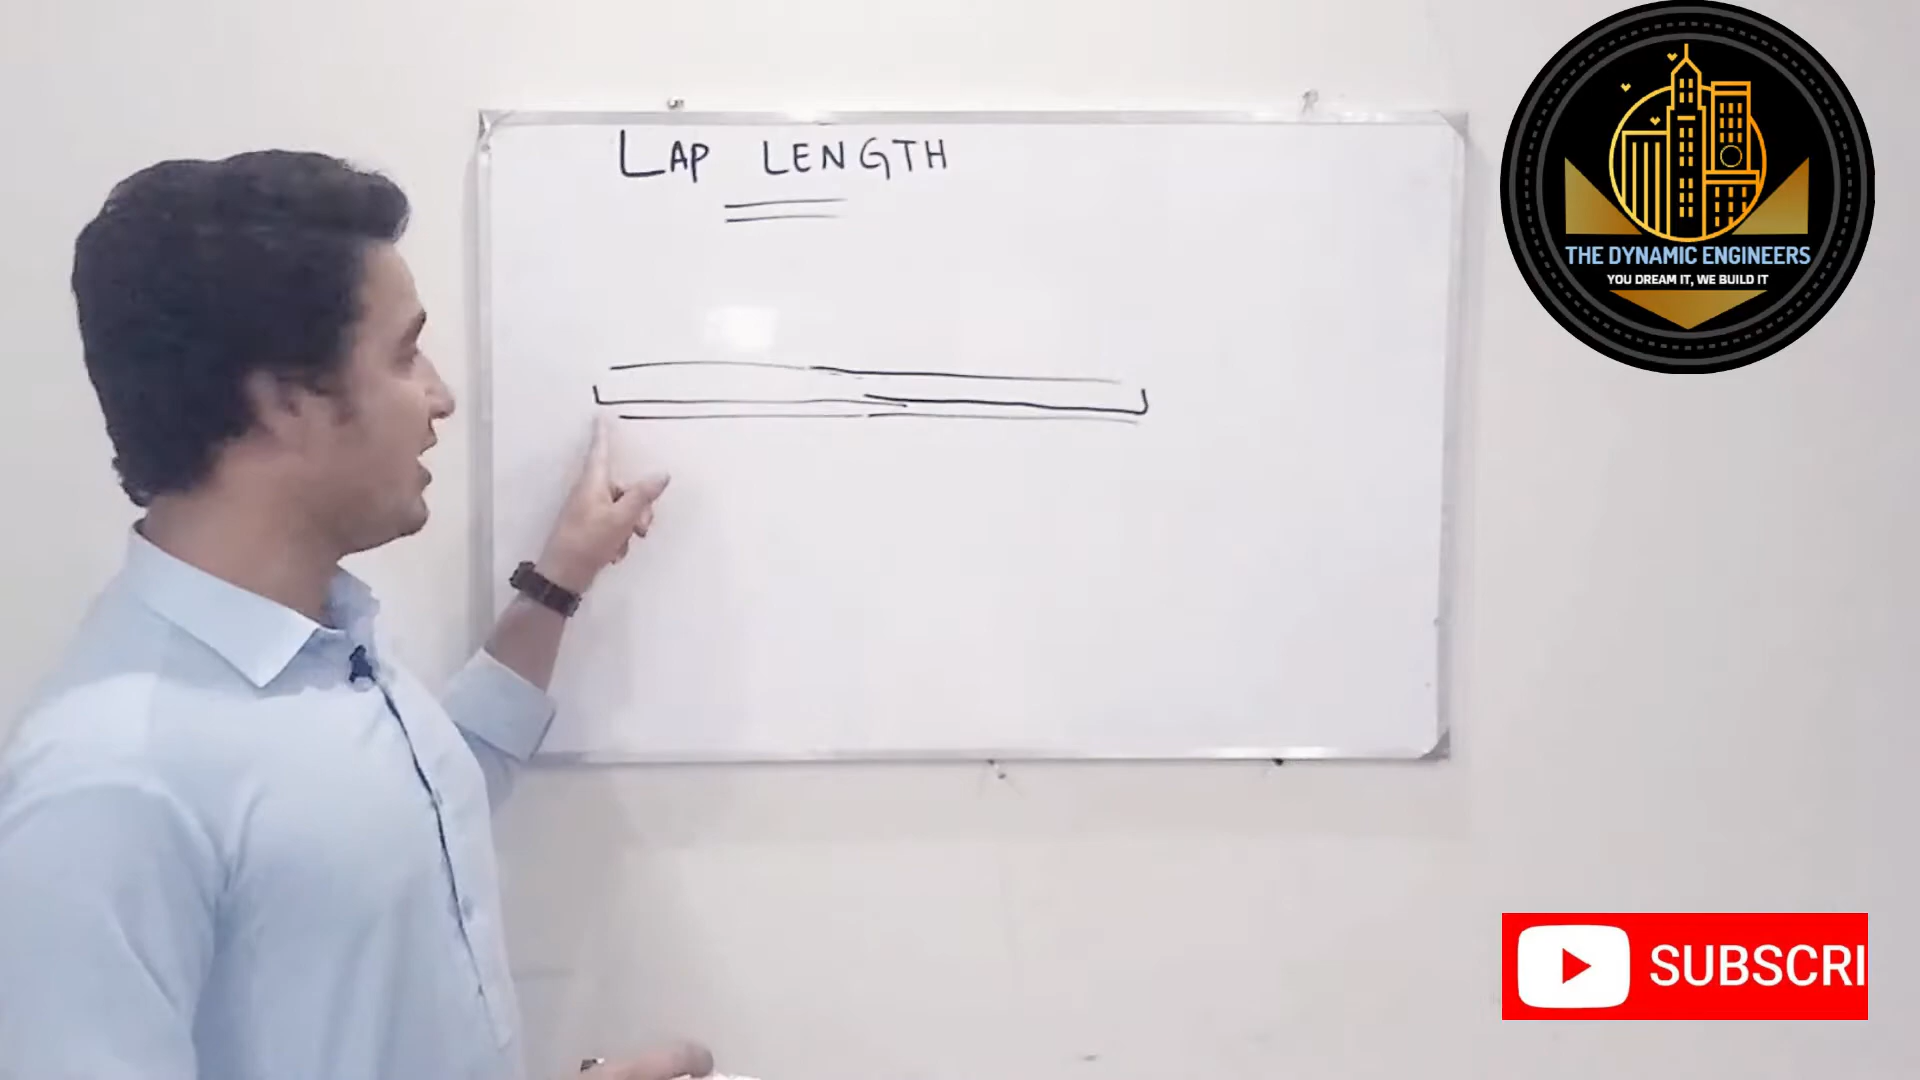 LAP LENGTH
THE DYNAMIC ENGINEERS
YOU DREAM IT, WE BUILD IT
SUBSCRI